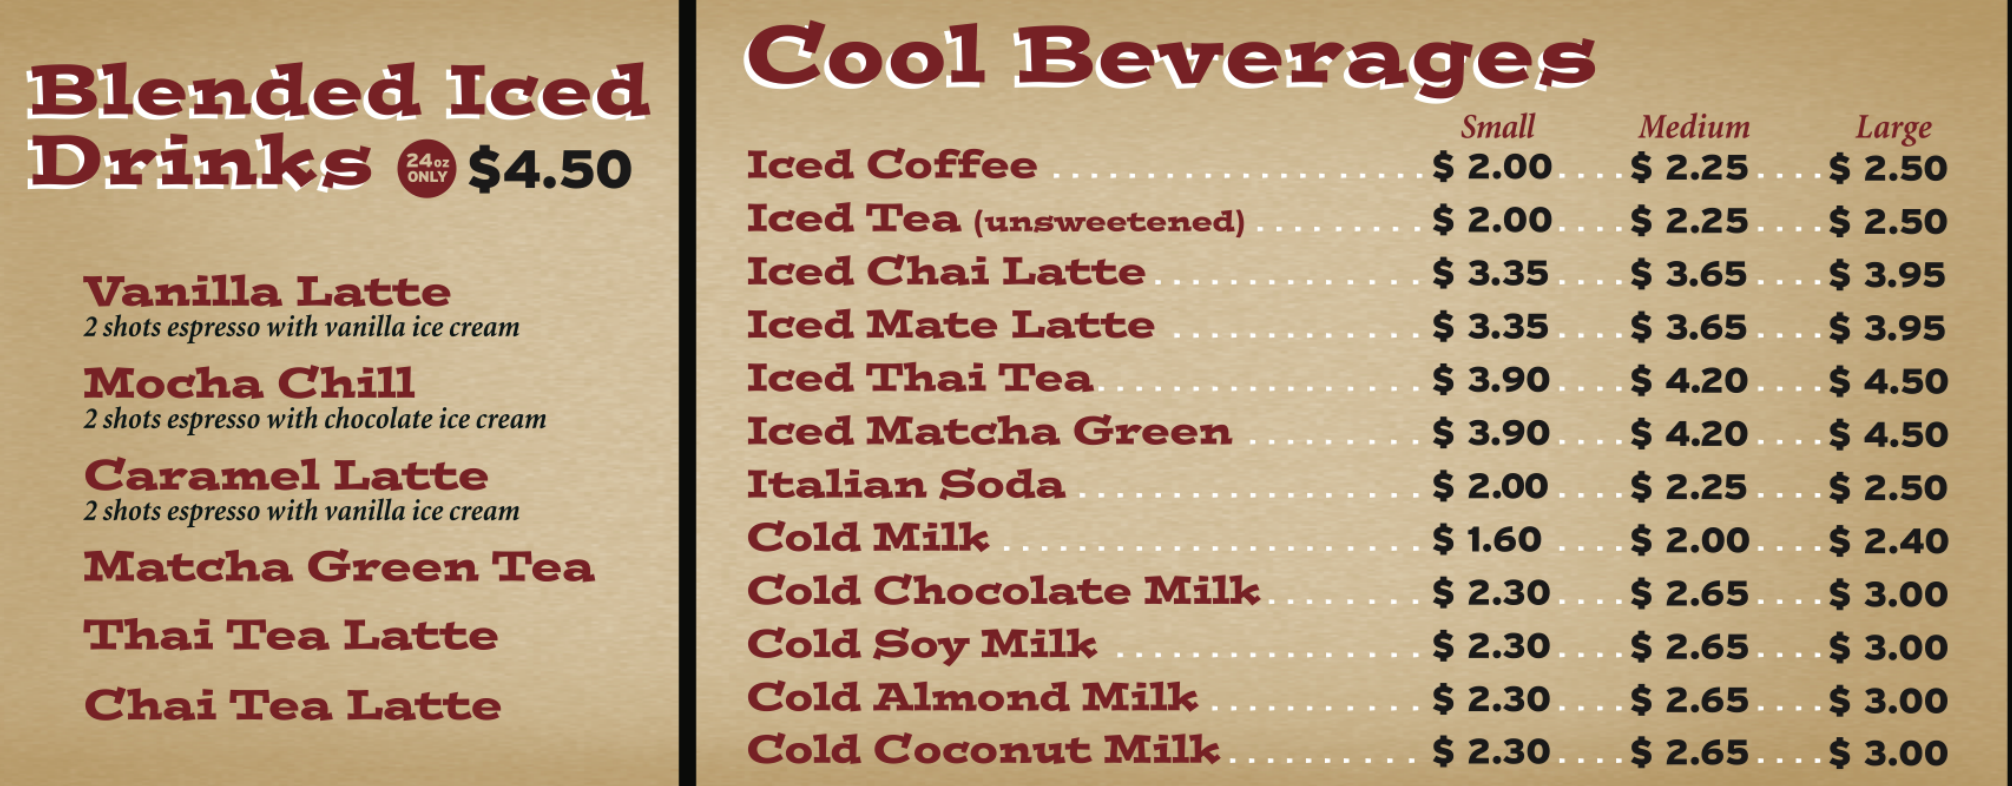 Blended Iced
Drinks 24oz ONLY $4.50
Vanilla Latte
2 shots espresso with vanilla ice cream
Mocha Chill
2 shots espresso with chocolate ice cream
Caramel Latte
2 shots espresso with vanilla ice cream
Matcha Green Tea
Thai Tea Latte
Chai Tea Latte
Cool Beverages
Small Medium Large
Iced Coffee $ 2.00 $ 2.25 $ 2.50
Iced Tea (unsweetened) $ 2.00 $ 2.25 $ 2.50
Iced Chai Latte $ 3.35 $ 3.65 $ 3.95
Iced Mate Latte $ 3.35 $ 3.65 $ 3.95
Iced Thai Tea $ 3.90 $ 4.20 $ 4.50
Iced Matcha Green $ 3.90 $ 4.20 $ 4.50
Italian Soda $ 2.00 $ 2.25 $ 2.50
Cold Milk $ 1.60 $ 2.00 $ 2.40
Cold Chocolate Milk $ 2.30 $ 2.65 $ 3.00
Cold Soy Milk $ 2.30 $ 2.65 $ 3.00
Cold Almond Milk $ 2.30 $ 2.65 $ 3.00
Cold Coconut Milk $ 2.30 $ 2.65 $ 3.00